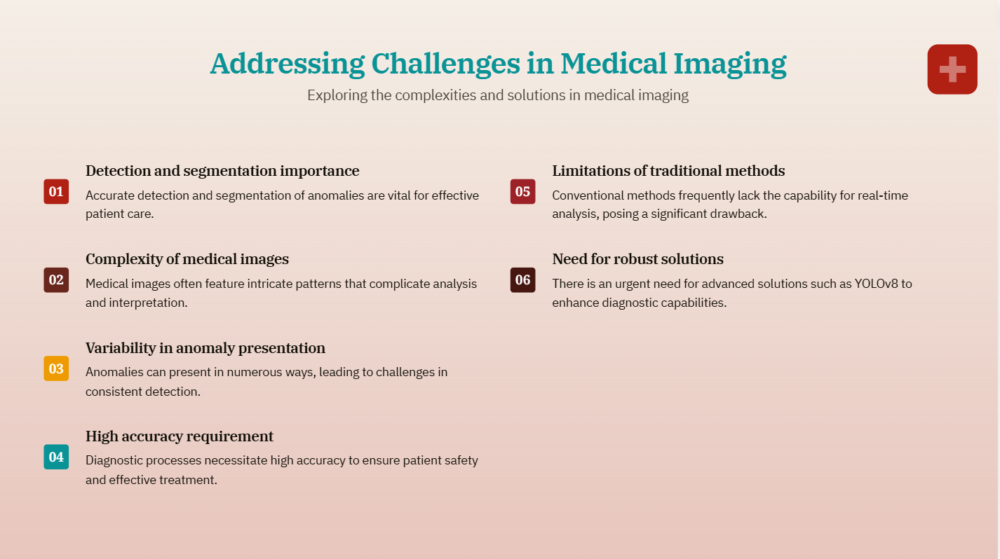 Addressing Challenges in Medical Imaging
Exploring the complexities and solutions in medical imaging
01
Detection and segmentation importance
Accurate detection and segmentation of anomalies are vital for effective
patient care.
02
Complexity of medical images
Medical images often feature intricate patterns that complicate analysis
and interpretation.
03
Variability in anomaly presentation
Anomalies can present in numerous ways, leading to challenges in
consistent detection.
04
High accuracy requirement
Diagnostic processes necessitate high accuracy to ensure patient safety
and effective treatment.
05
Limitations of traditional methods
Conventional methods frequently lack the capability for real-time
analysis, posing a significant drawback.
06
Need for robust solutions
There is an urgent need for advanced solutions such as YOLOv8 to
enhance diagnostic capabilities.